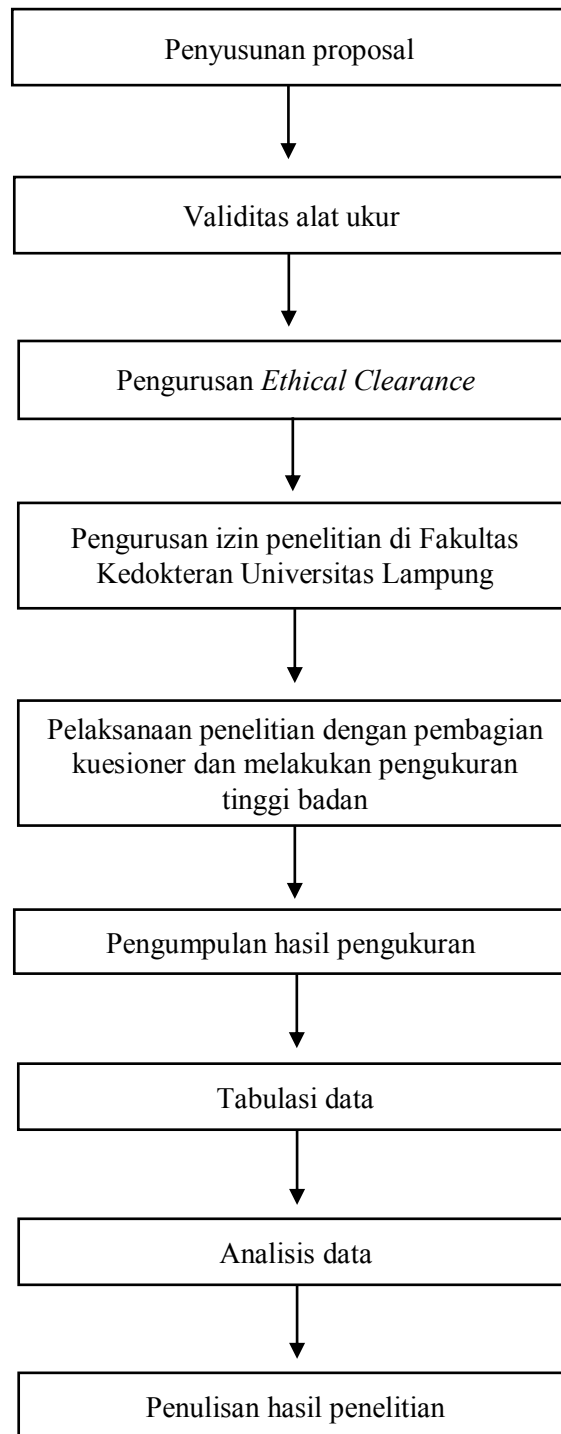 Penyusunan proposal
Validitas alat ukur
Pengurusan Ethical Clearance
Pengurusan izin penelitian di Fakultas
Kedokteran Universitas Lampung
Pelaksanaan penelitian dengan pembagian
kuesioner dan melakukan pengukuran
tinggi badan
Pengumpulan hasil pengukuran
Tabulasi data
Analisis data
Penulisan hasil penelitian